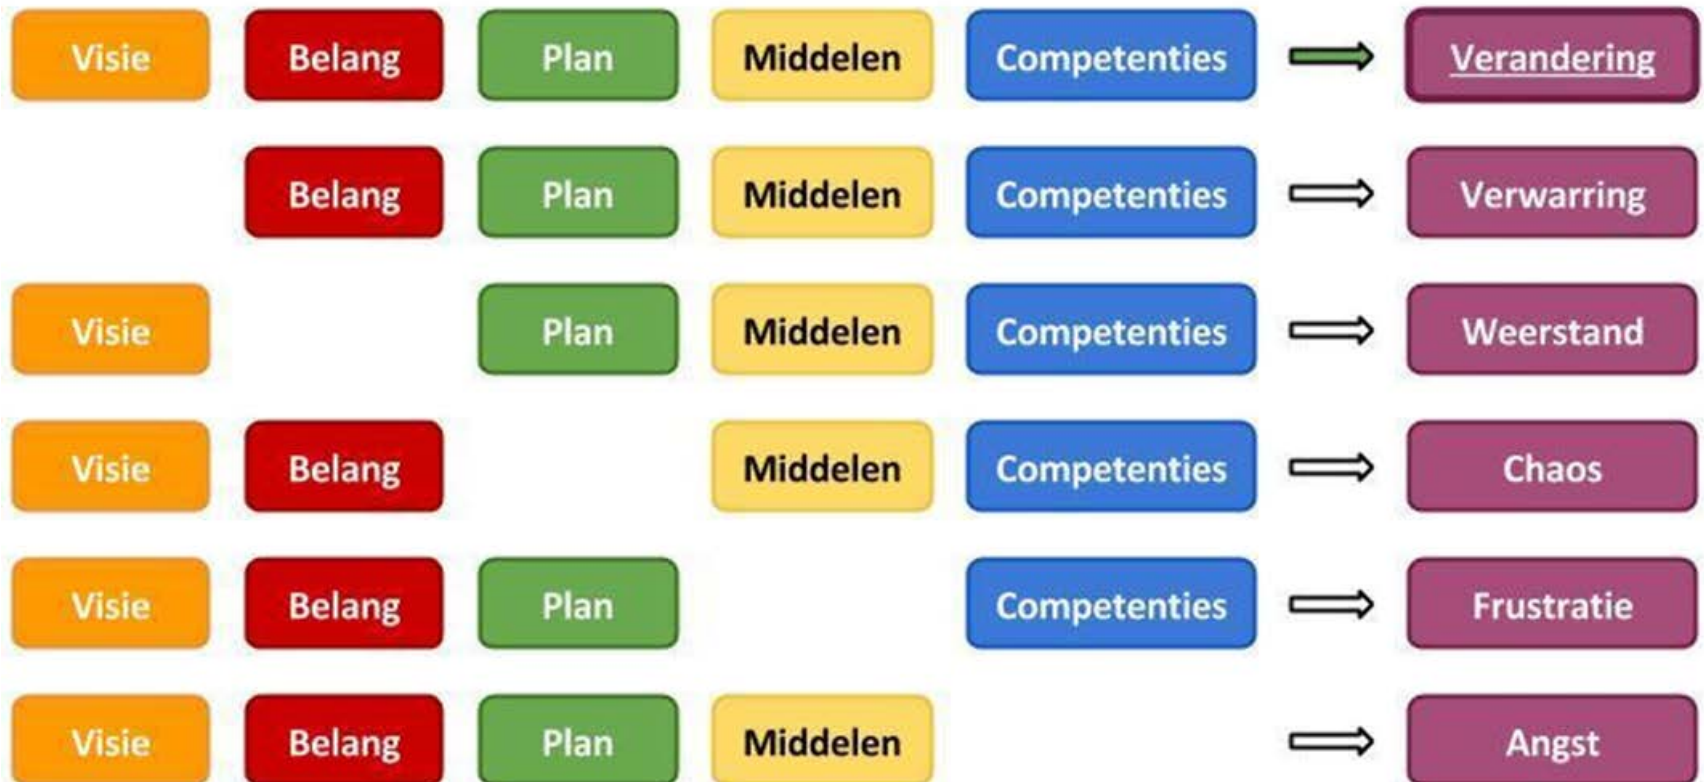 Visie Belang Plan Middelen Competenties Verandering
Belang Plan Middelen Competenties Verwarring
Visie Plan Middelen Competenties Weerstand
Visie Belang Middelen Competenties Chaos
Visie Belang Plan Competenties Frustratie
Visie Belang Plan Middelen Angst